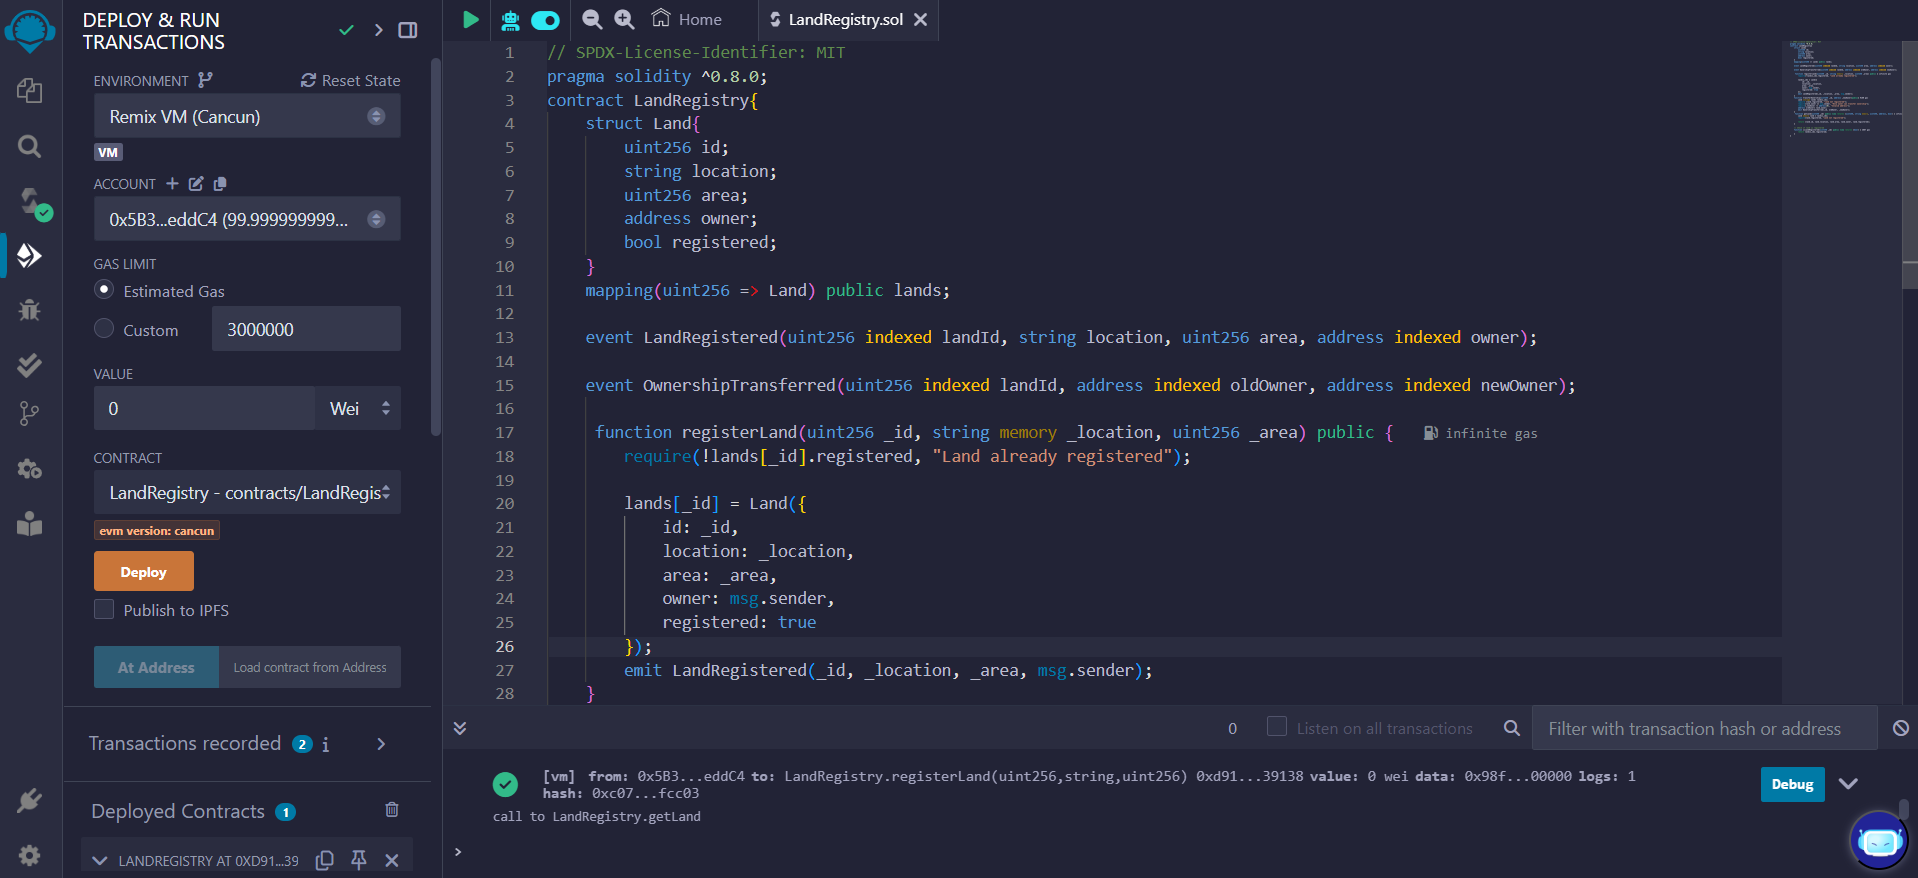 DEPLOY & RUN
TRANSACTIONS
ENVIRONMENT
Reset State
Remix VM (Cancun)
VM
ACCOUNT
0x5B3...eddC4 (99.999999999...
GAS LIMIT
Estimated Gas
Custom
3000000
VALUE
0
Wei
CONTRACT
LandRegistry - contracts/LandRegis
evm version: cancun
Deploy
Publish to IPFS
At Address
Load contract from Address
Transactions recorded 2 i
Deployed Contracts 1
LANDREGISTRY AT 0XD91...39
Home
LandRegistry.sol
1 // SPDX-License-Identifier: MIT
2 pragma solidity ^0.8.0;
3 contract LandRegistry{
4 struct Land{
5 uint256 id;
6 string location;
7 uint256 area;
8 address owner;
9 bool registered;
10 }
11 mapping(uint256 => Land) public lands;
12
13 event LandRegistered(uint256 indexed landId, string location, uint256 area, address indexed owner);
14
15 event OwnershipTransferred(uint256 indexed landId, address indexed oldOwner, address indexed newOwner);
16
17 function registerLand(uint256 _id, string memory _location, uint256 _area) public { infinite gas
18 require(!lands[_id].registered, "Land already registered");
19
20 lands[_id] = Land({
21 id: _id,
22 location: _location,
23 area: _area,
24 owner: msg.sender,
25 registered: true
26 });
27 emit LandRegistered(_id, _location, _area, msg.sender);
28 }
0
Listen on all transactions
Filter with transaction hash or address
[vm] from: 0x5B3...eddC4 to: LandRegistry.registerLand(uint256,string,uint256) 0xd91...39138 value: 0 wei data: 0x98f...00000 logs: 1
hash: 0xc07...fcc03
Debug
call to LandRegistry.getLand
>